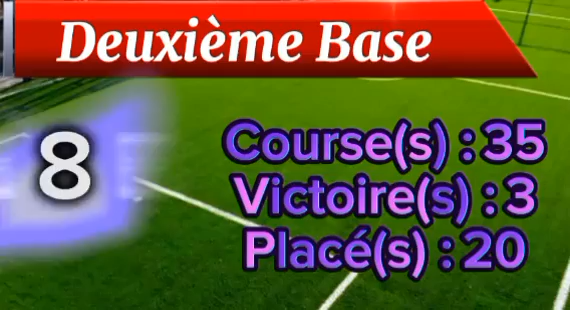 Deuxième Base
8
Course(s) : 35
Victoire(s) : 3
Placé(s) : 20